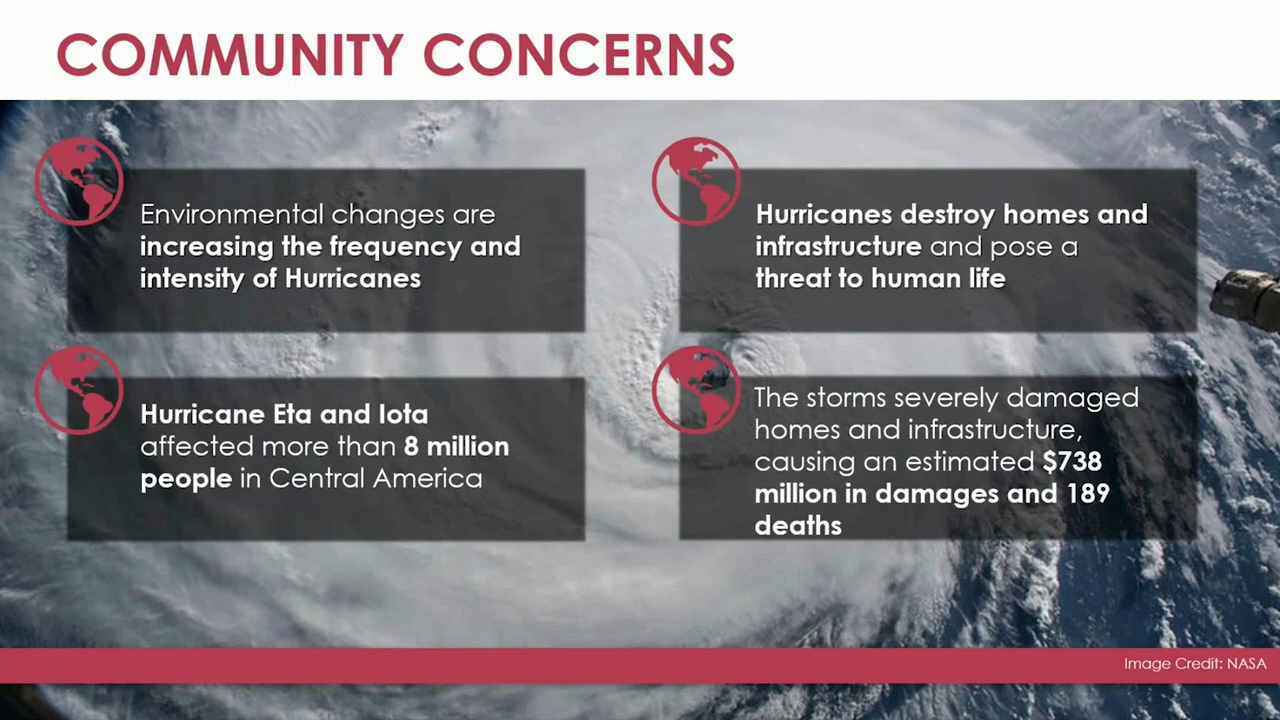 COMMUNITY CONCERNS
Environmental changes are
increasing the frequency and
intensity of Hurricanes
Hurricanes destroy homes and
infrastructure and pose a
threat to human life
Hurricane Eta and Iota
affected more than 8 million
people in Central America
The storms severely damaged
homes and infrastructure,
causing an estimated $738
million in damages and 189
deaths
Image Credit: NASA